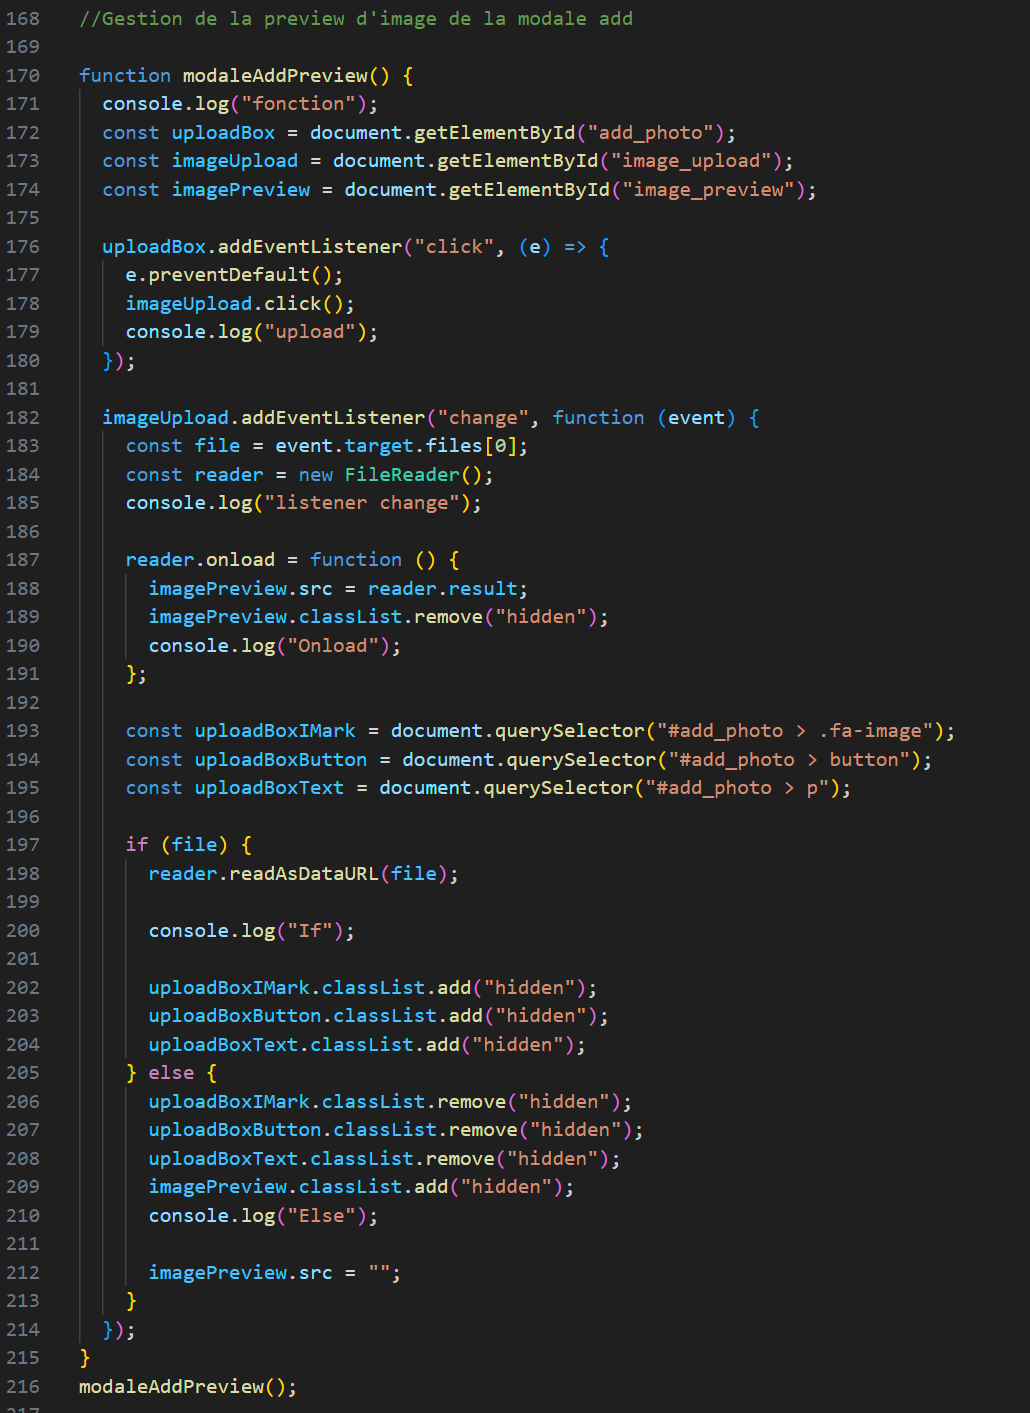 168 //Gestion de la preview d'image de la modale add
169
170 function modaleAddPreview() {
171 console.log("fonction");
172 const uploadBox = document.getElementById("add_photo");
173 const imageUpload = document.getElementById("image_upload");
174 const imagePreview = document.getElementById("image_preview");
175
176 uploadBox.addEventListener("click", (e) => {
177 e.preventDefault();
178 imageUpload.click();
179 console.log("upload");
180 });
181
182 imageUpload.addEventListener("change", function (event) {
183 const file = event.target.files[0];
184 const reader = new FileReader();
185 console.log("listener change");
186
187 reader.onload = function () {
188 imagePreview.src = reader.result;
189 imagePreview.classList.remove("hidden");
190 console.log("Onload");
191 };
192
193 const uploadBoxIMark = document.querySelector("#add_photo > .fa-image");
194 const uploadBoxButton = document.querySelector("#add_photo > button");
195 const uploadBoxText = document.querySelector("#add_photo > p");
196
197 if (file) {
198 reader.readAsDataURL(file);
199
200 console.log("If");
201
202 uploadBoxIMark.classList.add("hidden");
203 uploadBoxButton.classList.add("hidden");
204 uploadBoxText.classList.add("hidden");
205 } else {
206 uploadBoxIMark.classList.remove("hidden");
207 uploadBoxButton.classList.remove("hidden");
208 uploadBoxText.classList.remove("hidden");
209 imagePreview.classList.add("hidden");
210 console.log("Else");
211
212 imagePreview.src = "";
213 }
214 });
215 }
216 modaleAddPreview();